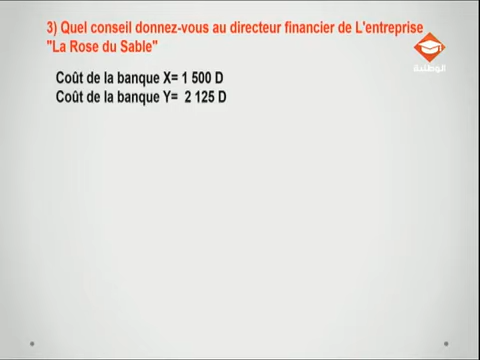 3) Quel conseil donnez-vous au directeur financier de L'entreprise
"La Rose du Sable"
الوطنية
Coût de la banque X= 1 500 D
Coût de la banque Y= 2 125 D